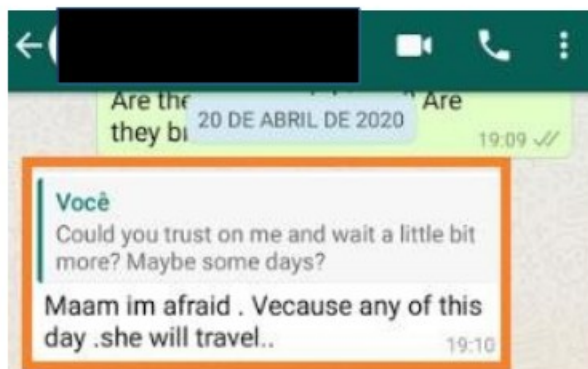 Are the Are
20 DE ABRIL DE 2020
they
19:09
Você
Could you trust on me and wait a little bit
more? Maybe some days?
Maam im afraid . Vecause any of this
day .she will travel..
19:10